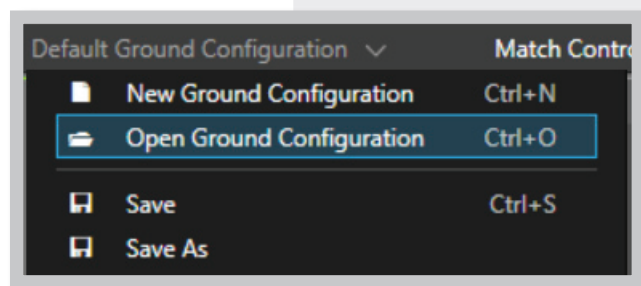 Default Ground Configuration Match Contro
New Ground Configuration Ctrl+N
Open Ground Configuration Ctrl+O
Save Ctrl+S
Save As